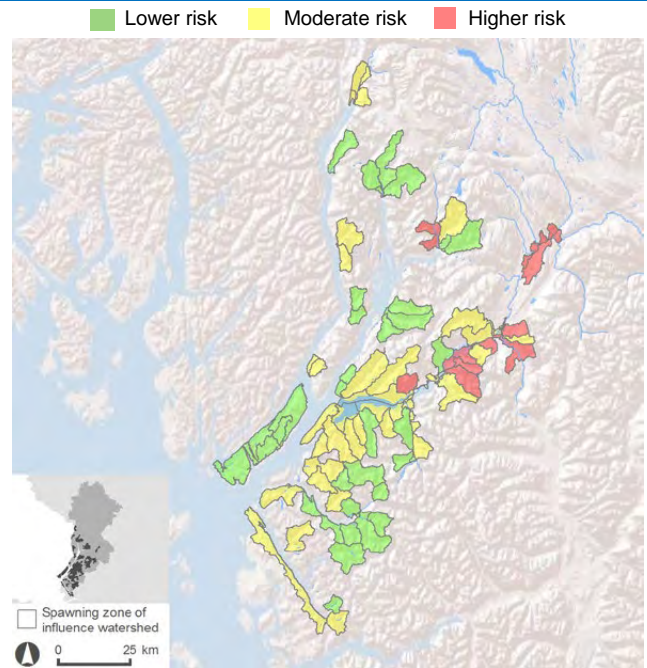 Lower risk Moderate risk Higher risk
Spawning zone of
influence watershed
0 25 km